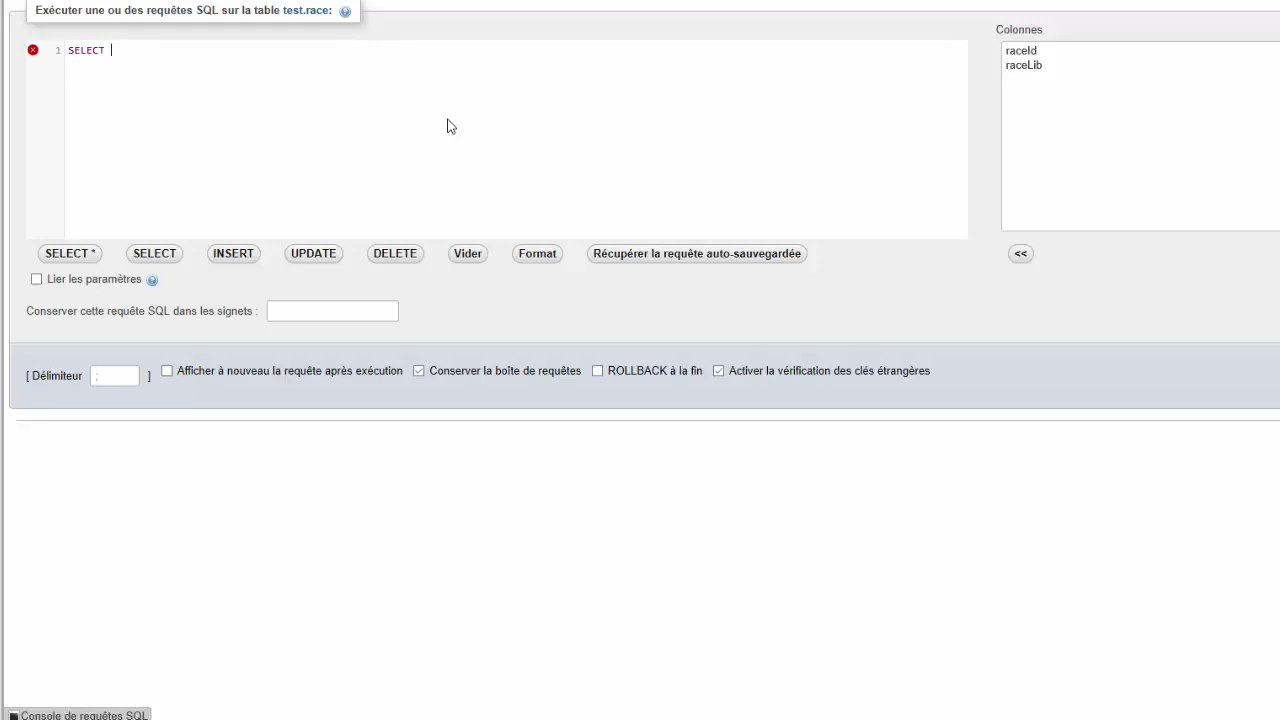 Exécuter une ou des requêtes SQL sur la table test.race:
Colonnes
1 SELECT
raceId
raceLib
SELECT * SELECT INSERT UPDATE DELETE Vider Format Récupérer la requête auto-sauvegardée <<
Lier les paramètres
Conserver cette requête SQL dans les signets :
[ Délimiteur ; ] Afficher à nouveau la requête après exécution Conserver la boîte de requêtes ROLLBACK à la fin Activer la vérification des clés étrangères
Console de requêtes SQL